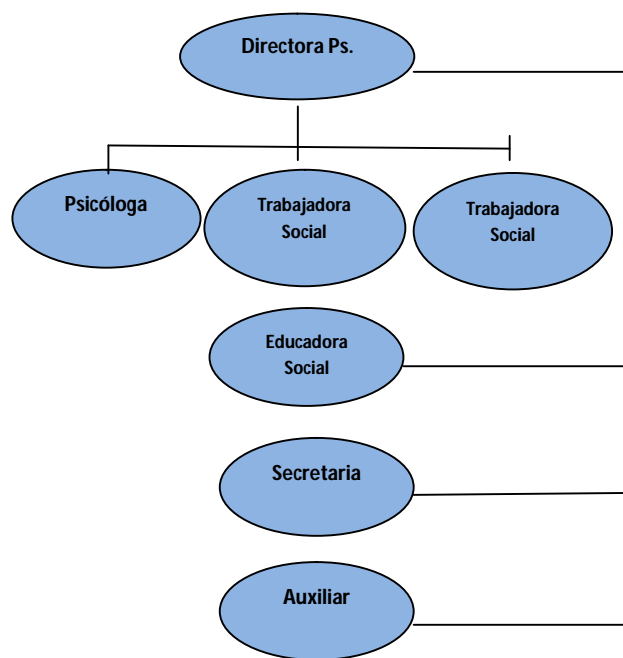 Directora Ps.
Psicóloga
Trabajadora
Social
Trabajadora
Social
Educadora
Social
Secretaria
Auxiliar